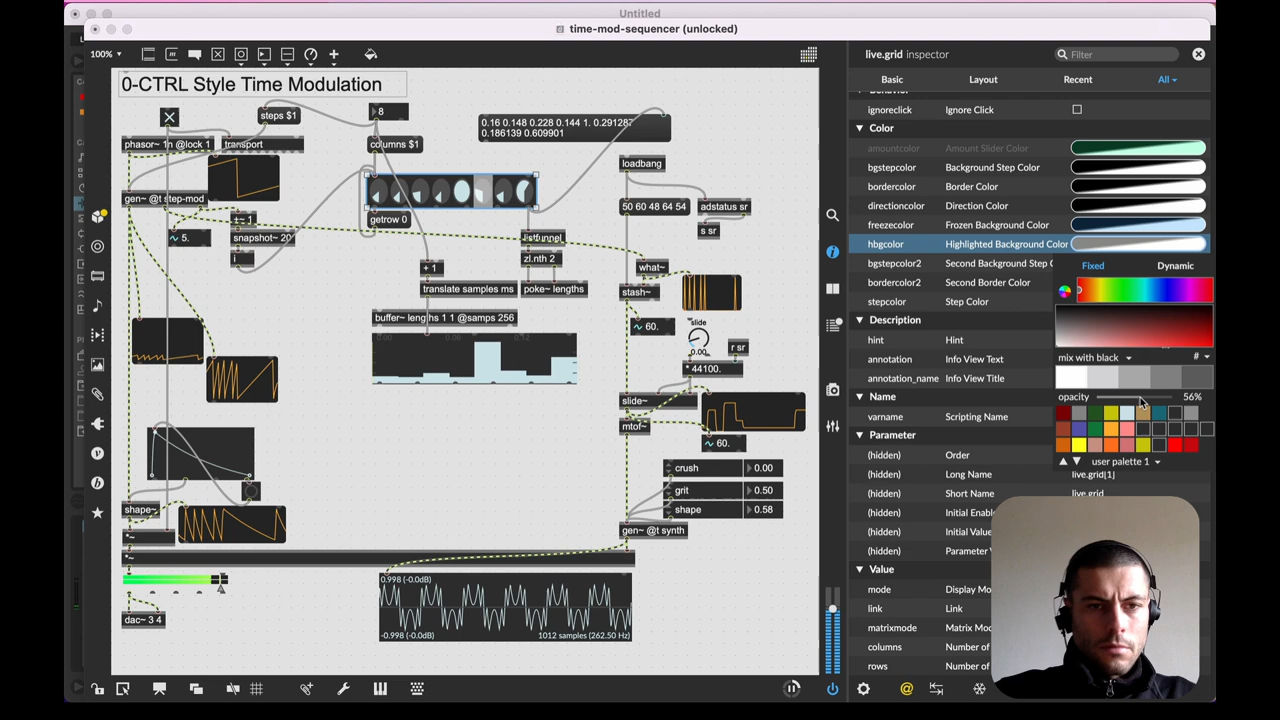 Untitled
time-mod-sequencer (unlocked)
100%
live.grid inspector
Filter
0-CTRL Style Time Modulation
Basic
Layout
Recent
All
steps $1
8
0.16 0.148 0.228 0.144 1. 0.291287
0.186139 0.609901
ignoreclick
Ignore Click
Color
phasor~ 1n @lock 1
transport
columns $1
amountcolor
Amount Slider Color
loadbang
bgstepcolor
Background Step Color
bordercolor
Border Color
gen~ @t step-mod
50 60 48 64 54
adstatus sr
directioncolor
Direction Color
+~ 1
getrow 0
freezecolor
Frozen Background Color
s sr
5.
snapshot~ 20
listfunnel
hbgcolor
Highlighted Background Color
i
zl.nth 2
+ 1
what~
bgstepcolor2
Second Background Step C
Fixed
Dynamic
translate samples ms
poke~ lengths
stash~
bordercolor2
Second Border Color
stepcolor
Step Color
buffer~ lengths 1 1 @samps 256
60.
slide
Description
0.00
0.08
0.00
r sr
hint
Hint
annotation
Info View Text
mix with black
#
* 44100.
annotation_name
Info View Title
slide~
Name
opacity
56%
varname
Scripting Name
mtof~
60.
Parameter
(hidden)
Order
user palette 1
crush
0.00
(hidden)
Long Name
live.grid[1]
grit
0.50
(hidden)
Short Name
live.grid
shape~
shape
0.58
(hidden)
Initial Enable
gen~ @t synth
(hidden)
Initial Value
*~
(hidden)
Parameter V
*~
Value
0.998 (-0.0dB)
mode
Display Mo
link
Link
dac~ 3 4
matrixmode
Matrix Mod
-0.998 (-0.0dB)
1012 samples (262.50 Hz)
columns
Number of
rows
Number of